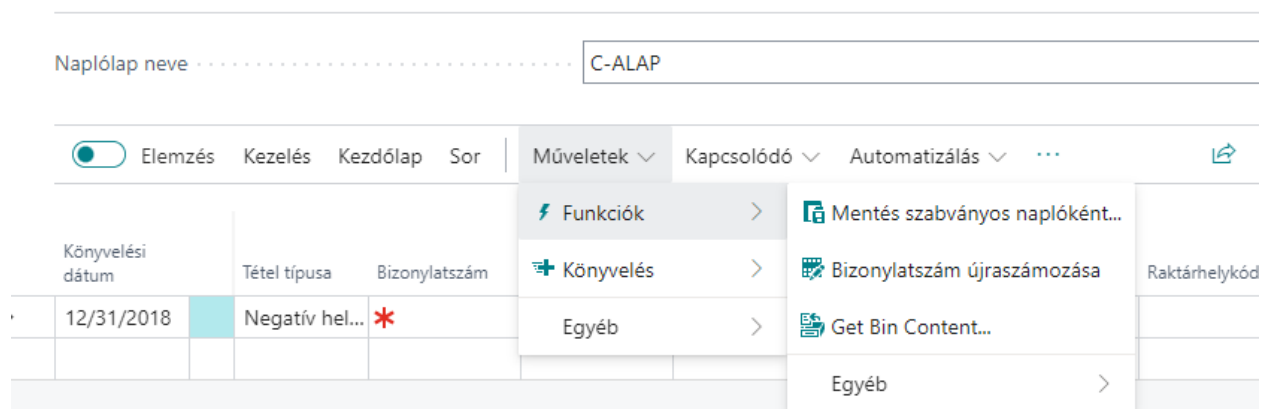 Naplólap neve
C-ALAP
Elemzés Kezelés Kezdőlap Sor Műveletek Kapcsolódó Automatizálás ...
Funkciók
Könyvelés
Egyéb
Mentés szabványos naplóként...
Bizonylatszám újraszámozása
Get Bin Content...
Egyéb
Könyvelési
dátum
Tétel típusa
Bizonylatszám
Raktárhelykód
12/31/2018
Negatív hel...